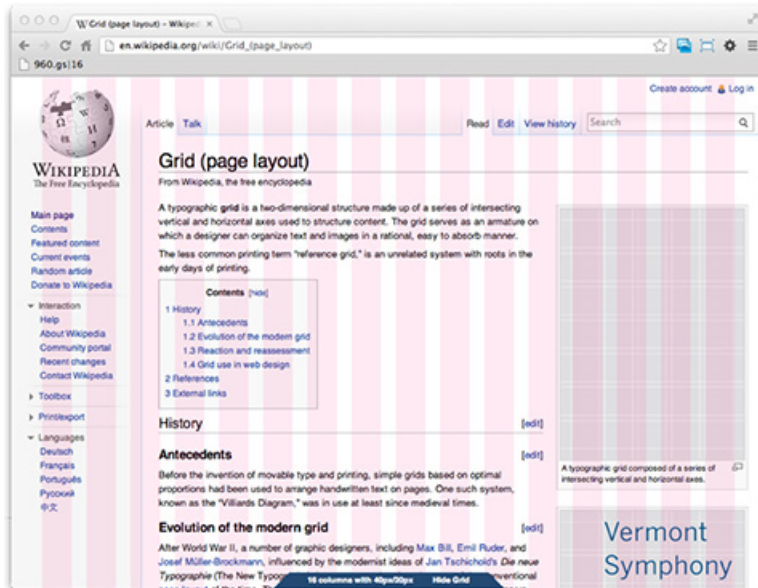 Grid (page layout) – Wikiped
en.wikipedia.org/wiki/Grid_(page_layout)
960.gs|16
Create account Log in
Article Talk
Read Edit View history Search
WIKIPEDIA
The Free Encyclopedia
Main page
Contents
Featured content
Current events
Random article
Donate to Wikipedia
Interaction
Help
About Wikipedia
Community portal
Recent changes
Contact Wikipedia
Toolbox
Print/export
Languages
Deutsch
Français
Português
Русский
中文
Grid (page layout)
From Wikipedia, the free encyclopedia
A typographic grid is a two-dimensional structure made up of a series of intersecting
vertical and horizontal axes used to structure content. The grid serves as an armature on
which a designer can organize text and images in a rational, easy to absorb manner.
The less common printing term "reference grid," is an unrelated system with roots in the
early days of printing.
Contents [hide]
1 History
1.1 Antecedents
1.2 Evolution of the modern grid
1.3 Reaction and reassessment
1.4 Grid use in web design
2 References
3 External links
History [edit]
Antecedents [edit]
Before the invention of movable type and printing, simple grids based on optimal
proportions had been used to arrange handwritten text on pages. One such system,
known as the "Villiards Diagram," was in use at least since medieval times.
Evolution of the modern grid [edit]
After World War II, a number of graphic designers, including Max Bill, Emil Ruder, and
Josef Müller-Brockmann, influenced by the modernist ideas of Jan Tschichold's Die neue
Typographie (The New Typog
16 columns with 40px/20px Hide Grid
A typographic grid composed of a series of
intersecting vertical and horizontal axes.
Vermont
Symphony